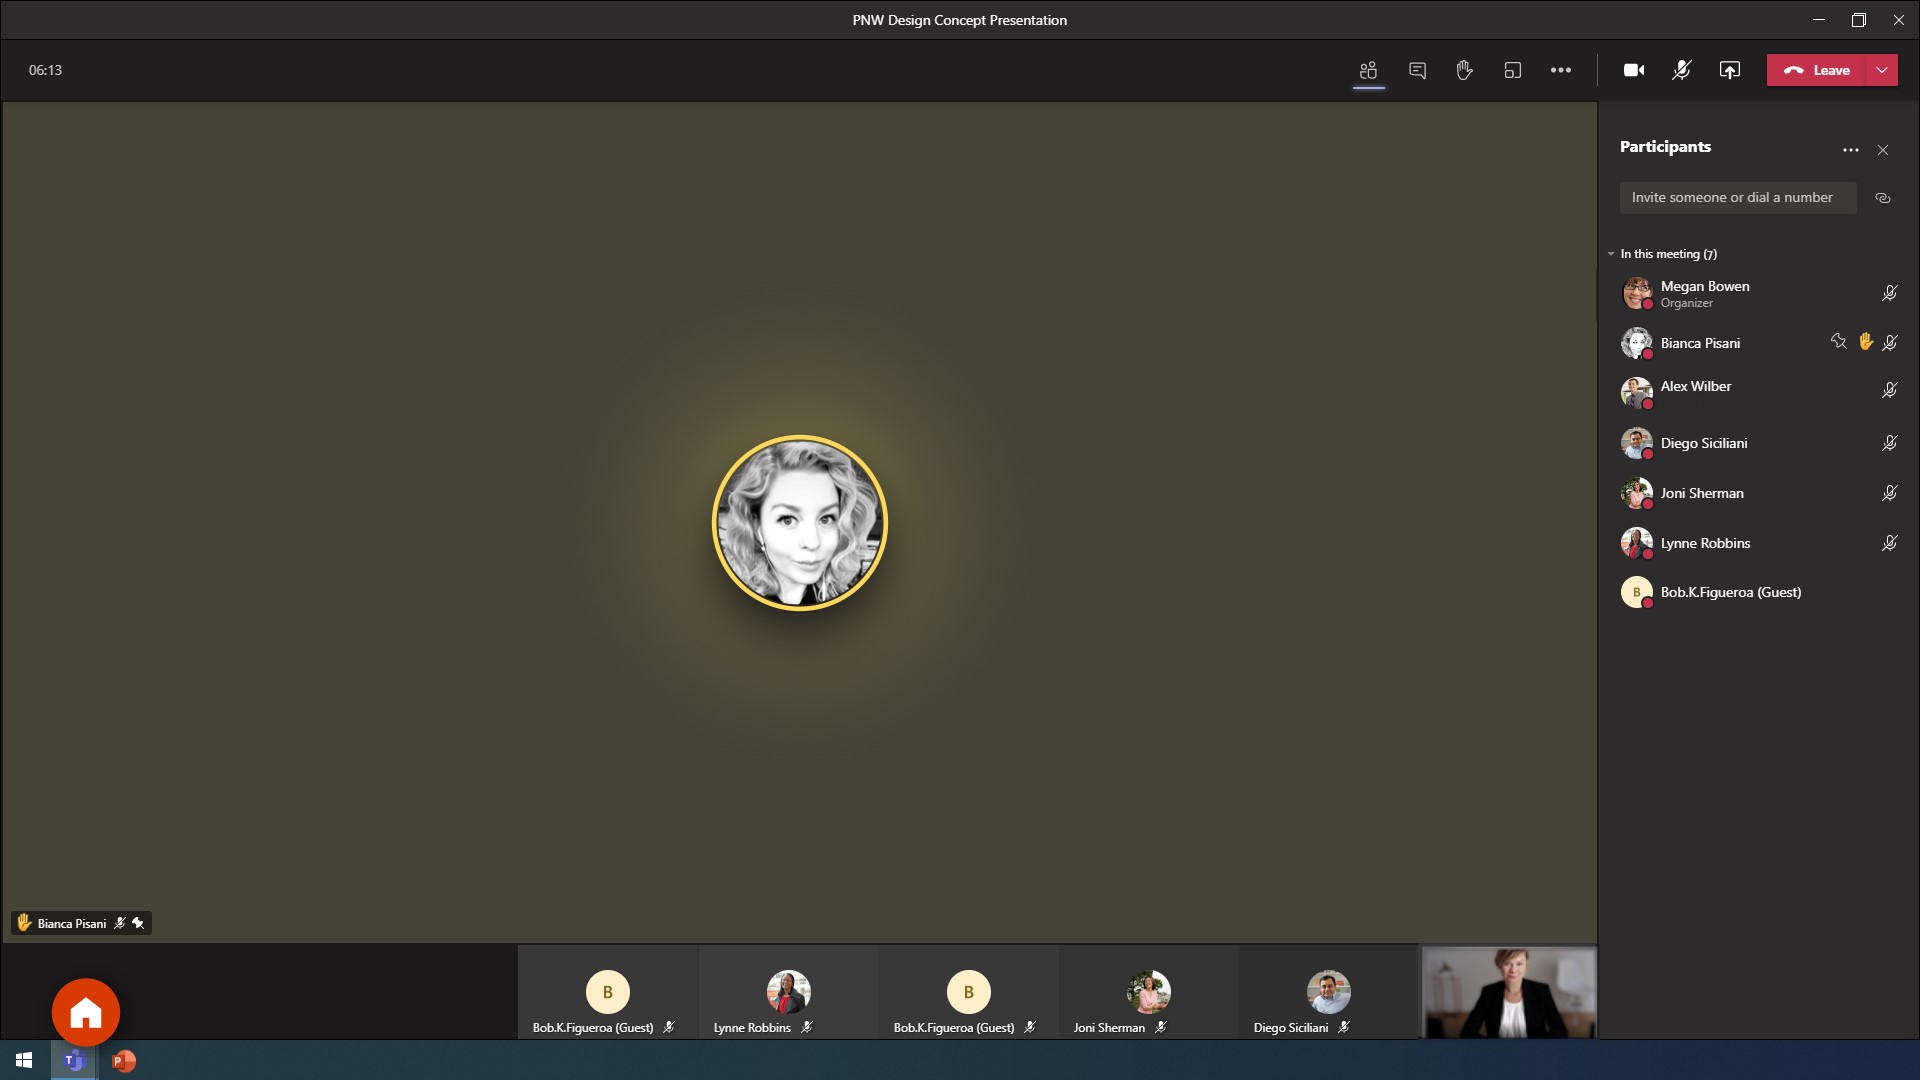 PNW Design Concept Presentation
06:13
Leave
Participants
Invite someone or dial a number
In this meeting (7)
Megan Bowen
Organizer
Bianca Pisani
Alex Wilber
Diego Siciliani
Joni Sherman
Lynne Robbins
B
Bob.K.Figueroa (Guest)
Bianca Pisani
B
Bob.K.Figueroa (Guest)
Lynne Robbins
B
Bob.K.Figueroa (Guest)
Joni Sherman
Diego Siciliani
T
P